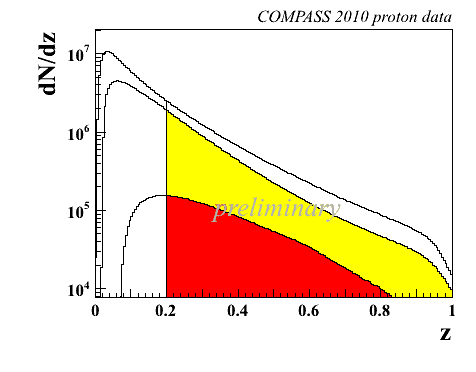 COMPASS 2010 proton data
dN/dz
10^7
10^6
10^5
10^4
preliminary
0 0.2 0.4 0.6 0.8 1
z